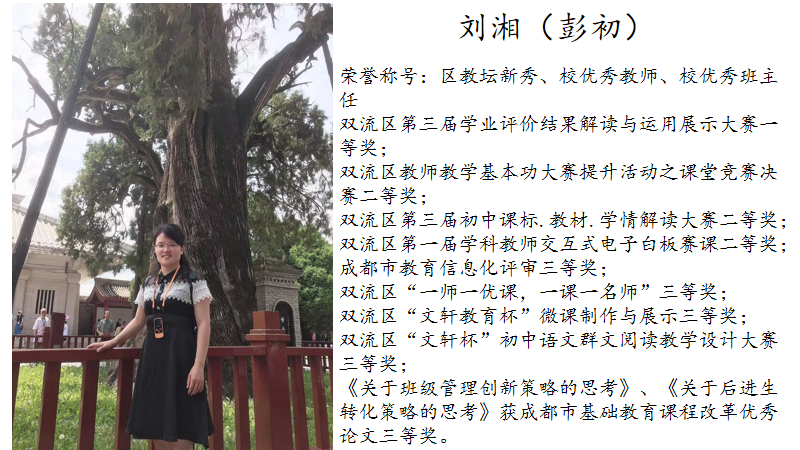 刘湘（彭初）
荣誉称号：区教坛新秀、校优秀教师、校优秀班主
任
双流区第三届学业评价结果解读与运用展示大赛一
等奖；
双流区教师教学基本功大赛提升活动之课堂竞赛决
赛二等奖；
双流区第三届初中课标.教材.学情解读大赛二等奖；
双流区第一届学科教师交互式电子白板赛课二等奖；
成都市教育信息化评审三等奖；
双流区“一师一优课，一课一名师”三等奖；
双流区“文轩教育杯”微课制作与展示三等奖；
双流区“文轩杯”初中语文群文阅读教学设计大赛
三等奖；
《关于班级管理创新策略的思考》、《关于后进生
转化策略的思考》获成都市基础教育课程改革优秀
论文三等奖。